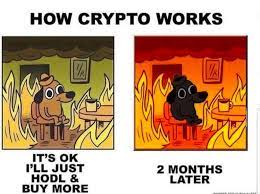 HOW CRYPTO WORKS
IT'S OK
I'LL JUST
HODL &
BUY MORE
2 MONTHS
LATER